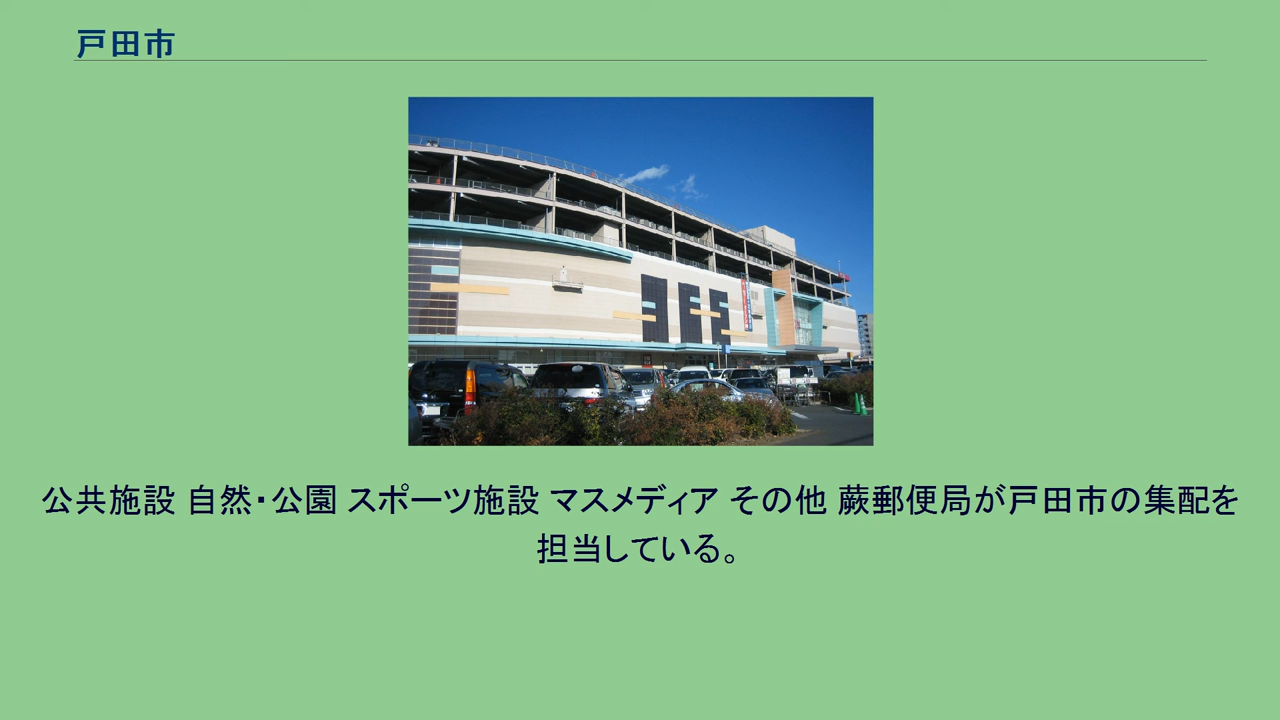 戸田市
公共施設 自然・公園 スポーツ施設 マスメディア その他 蕨郵便局が戸田市の集配を
担当している。